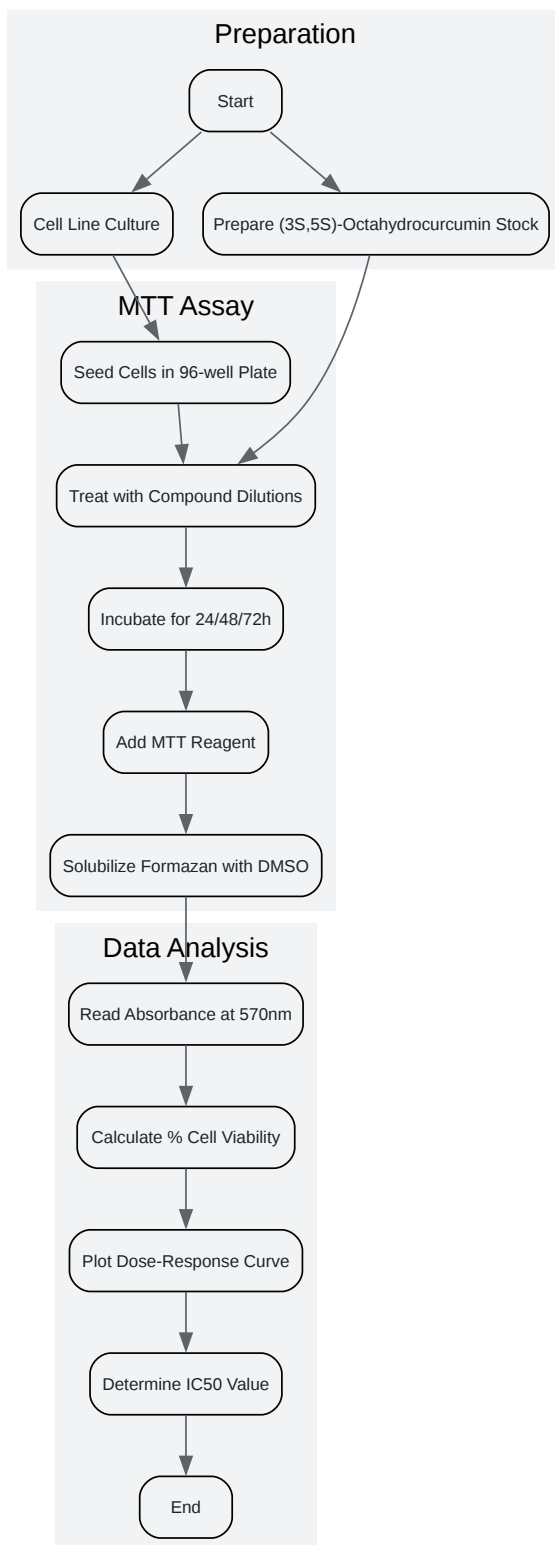 Preparation
Start
Cell Line Culture
Prepare (3S,5S)-Octahydrocurcumin Stock
MTT Assay
Seed Cells in 96-well Plate
Treat with Compound Dilutions
Incubate for 24/48/72h
Add MTT Reagent
Solubilize Formazan with DMSO
Data Analysis
Read Absorbance at 570nm
Calculate % Cell Viability
Plot Dose-Response Curve
Determine IC50 Value
End